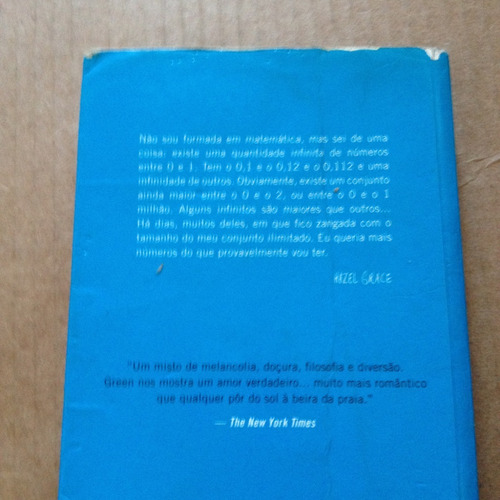 Não sou formada em matemática, mas sei de uma
coisa: existe uma quantidade infinita de números
entre 0 e 1. Tem o 0,1 e o 0,12 e o 0,112 e uma
infinidade de outros. Obviamente, existe um conjunto
ainda maior entre o 0 e o 2, ou entre o 0 e o 1
milhão. Alguns infinitos são maiores que outros...
Há dias, muitos deles, em que fico zangada com o
tamanho do meu conjunto ilimitado. Eu queria mais
números do que provavelmente vou ter.
HAZEL GRACE
"Um misto de melancolia, doçura, filosofia e diversão.
Green nos mostra um amor verdadeiro... muito mais romântico
que qualquer pôr do sol à beira da praia."
— The New York Times